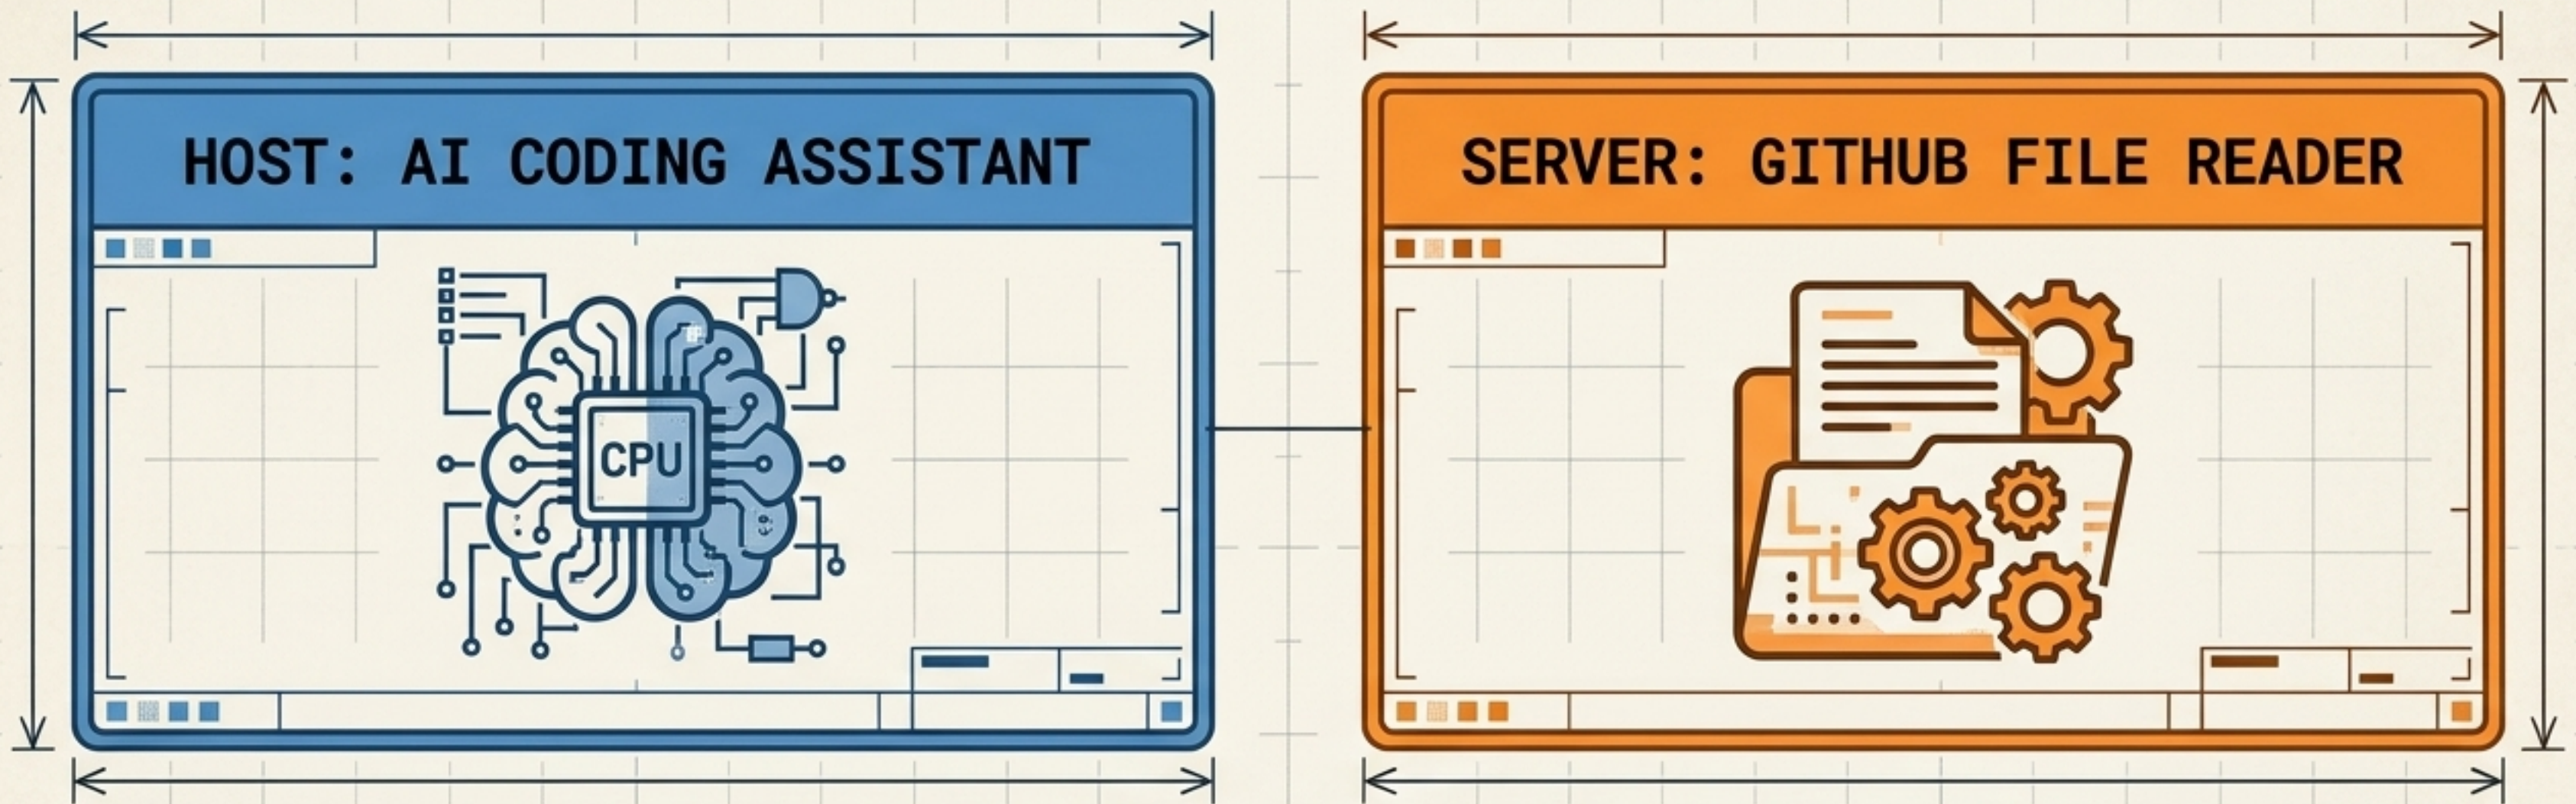 HOST: AI CODING ASSISTANT
SERVER: GITHUB FILE READER
CPU